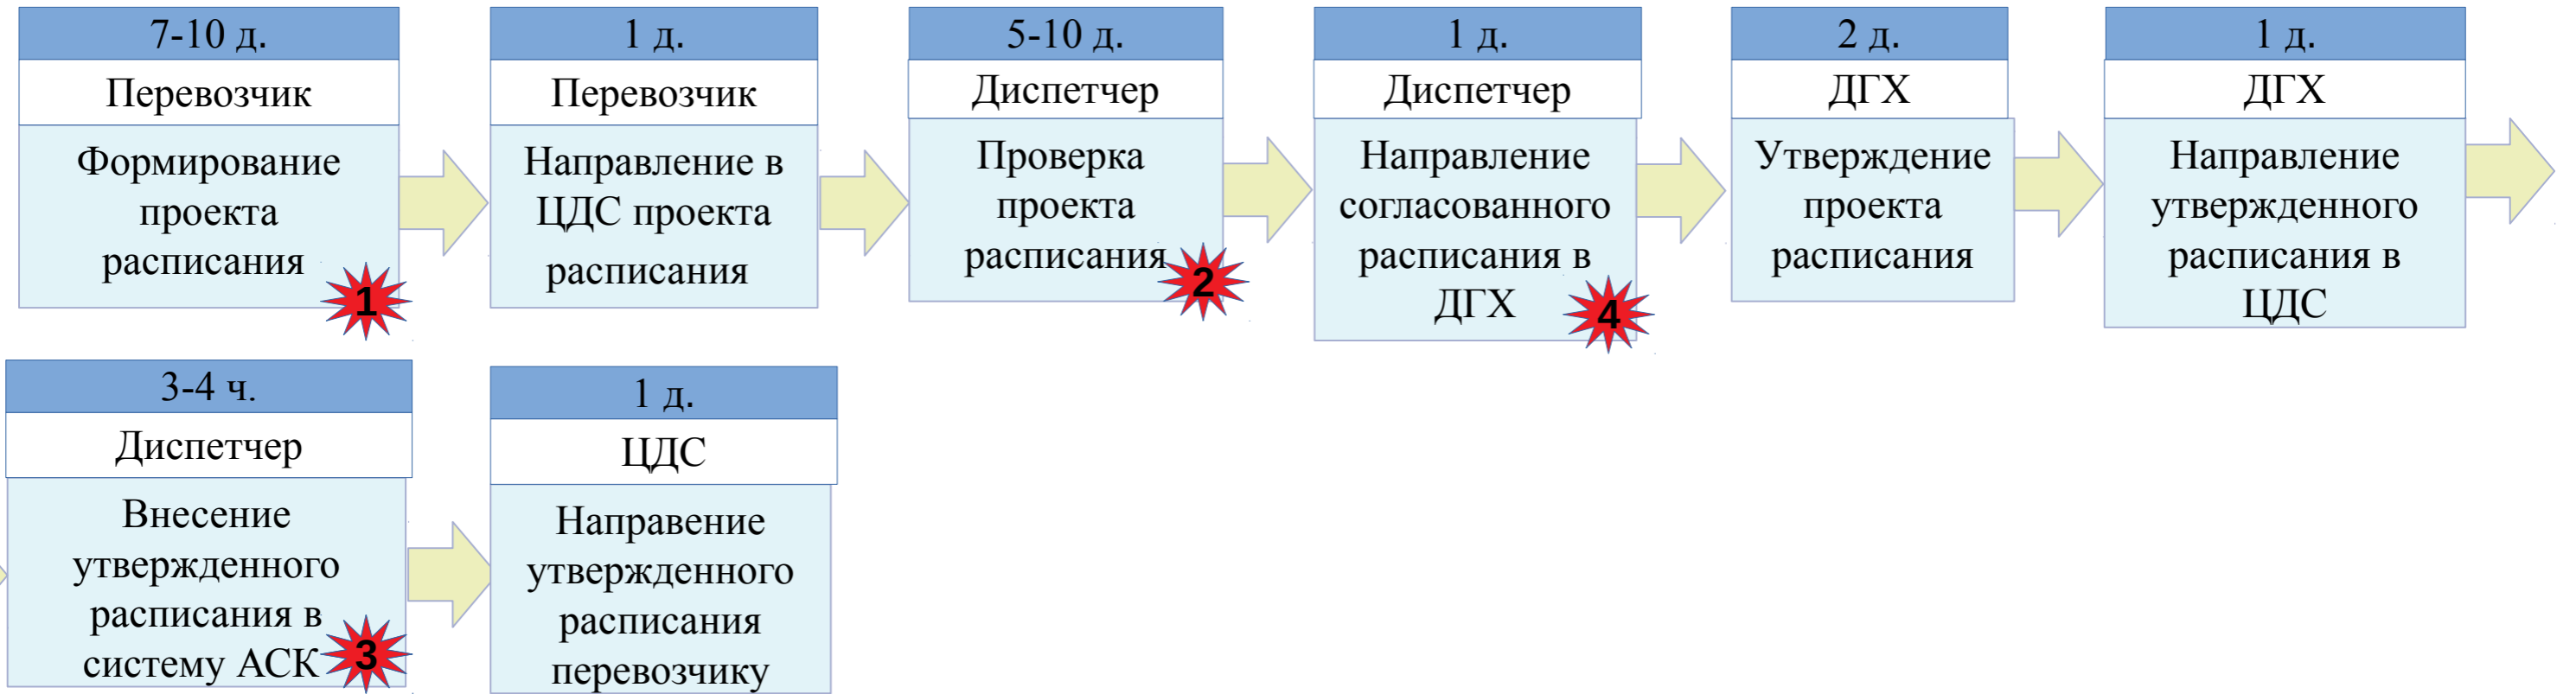 7-10 д.
Перевозчик
Формирование
проекта
расписания
1
1 д.
Перевозчик
Направление в
ЦДС проекта
расписания
5-10 д.
Диспетчер
Проверка
проекта
расписания
2
1 д.
Диспетчер
Направление
согласованного
расписания в
ДГХ
4
2 д.
ДГХ
Утверждение
проекта
расписания
1 д.
ДГХ
Направление
утвержденного
расписания в
ЦДС
3-4 ч.
Диспетчер
Внесение
утвержденного
расписания в
систему АСК
3
1 д.
ЦДС
Направение
утвержденного
расписания
перевозчику